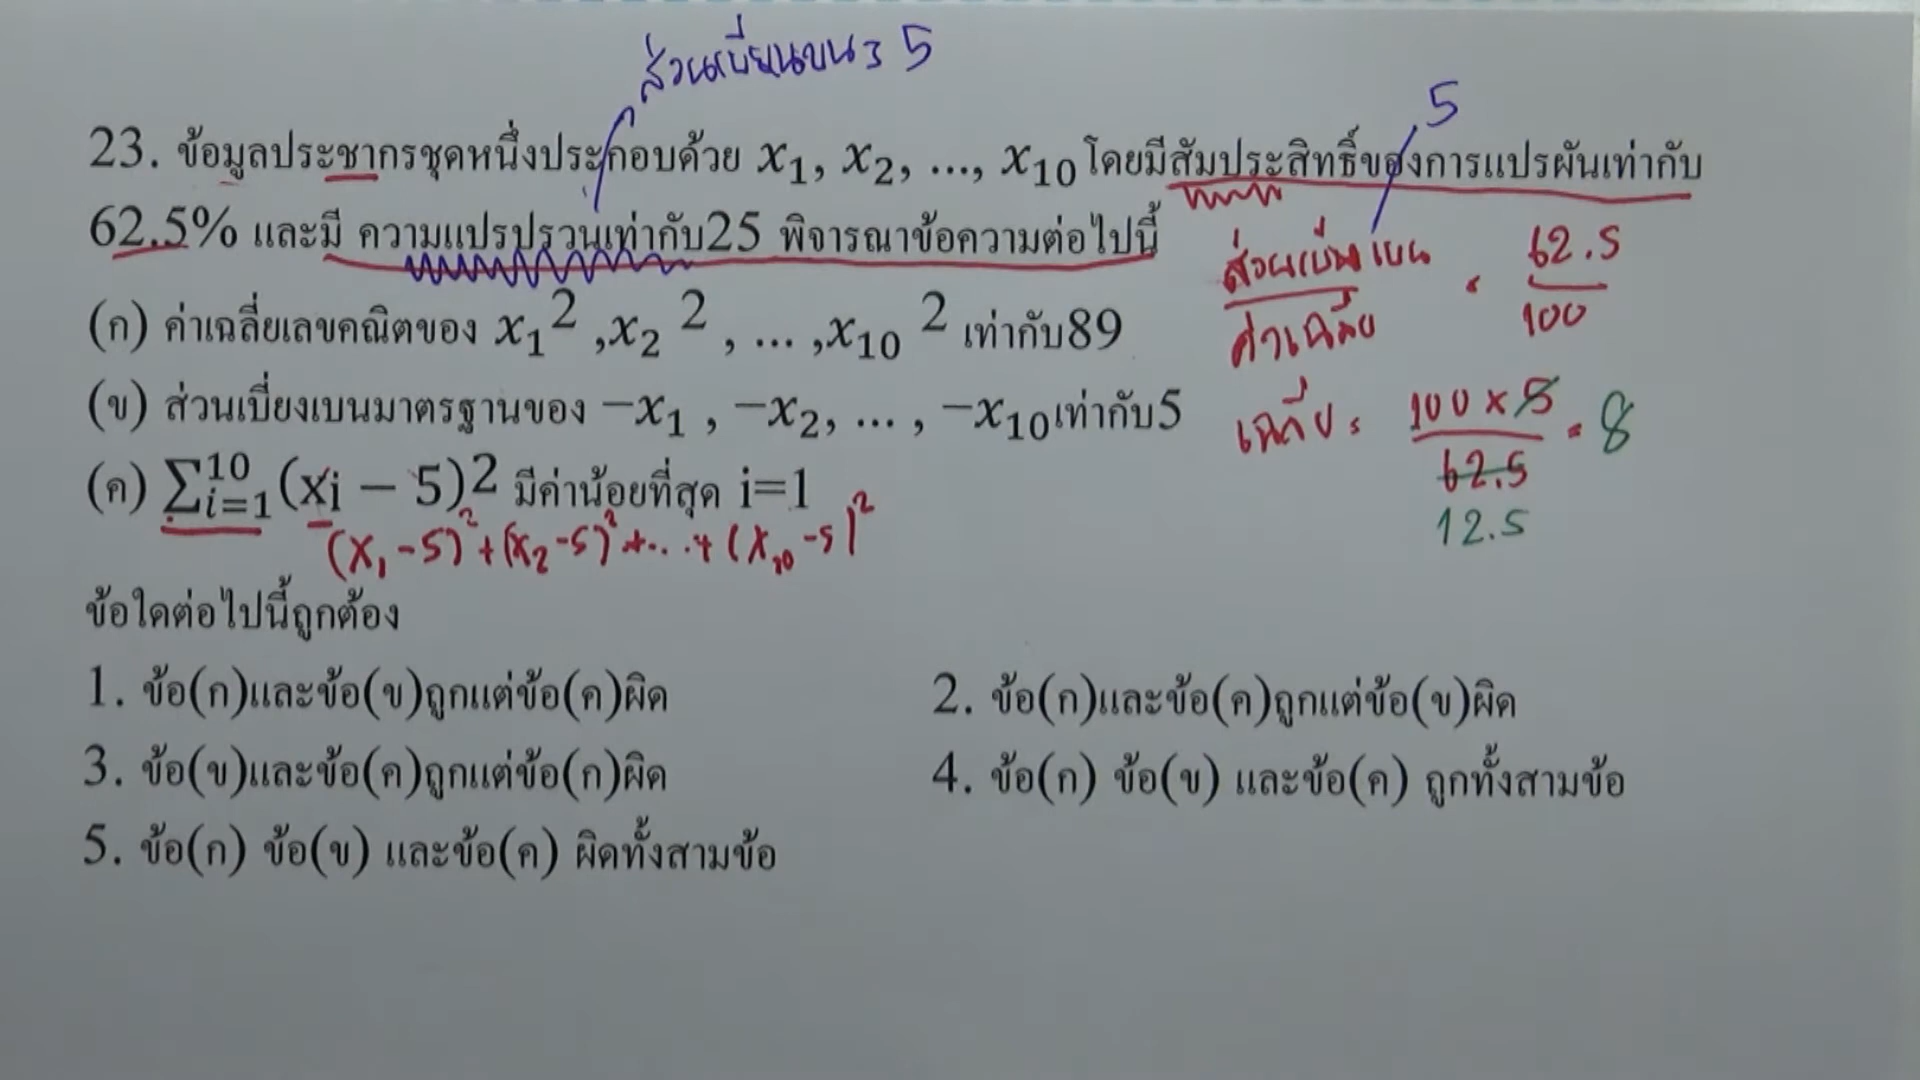 ส่วนเบี่ยงเบน = 5
5
23. ข้อมูลประชากรชุดหนึ่งประกอบด้วย x₁, x₂, ..., x₁₀ โดยมีสัมประสิทธิ์ของการแปรผันเท่ากับ
62.5% และมี ความแปรปรวนเท่ากับ25 พิจารณาข้อความต่อไปนี้
ส่วนเบี่ยงเบน / ค่าเฉลี่ย = 62.5 / 100
(ก) ค่าเฉลี่ยเลขคณิตของ x₁² ,x₂ ² , ... ,x₁₀ ² เท่ากับ89
(ข) ส่วนเบี่ยงเบนมาตรฐานของ −x₁ , −x₂, ... , −x₁₀เท่ากับ5
เฉลี่ย = 100 x 5 / 62.5 = 8
12.5
(ค) ∑¹⁰ᵢ₌₁(xi − 5)2 มีค่าน้อยที่สุด i=1
(x₁ -5)² + (x₂ -5)² + ... + (x₁₀ -5)²
ข้อใดต่อไปนี้ถูกต้อง
1. ข้อ(ก)และข้อ(ข)ถูกแต่ข้อ(ค)ผิด
2. ข้อ(ก)และข้อ(ค)ถูกแต่ข้อ(ข)ผิด
3. ข้อ(ข)และข้อ(ค)ถูกแต่ข้อ(ก)ผิด
4. ข้อ(ก) ข้อ(ข) และข้อ(ค) ถูกทั้งสามข้อ
5. ข้อ(ก) ข้อ(ข) และข้อ(ค) ผิดทั้งสามข้อ